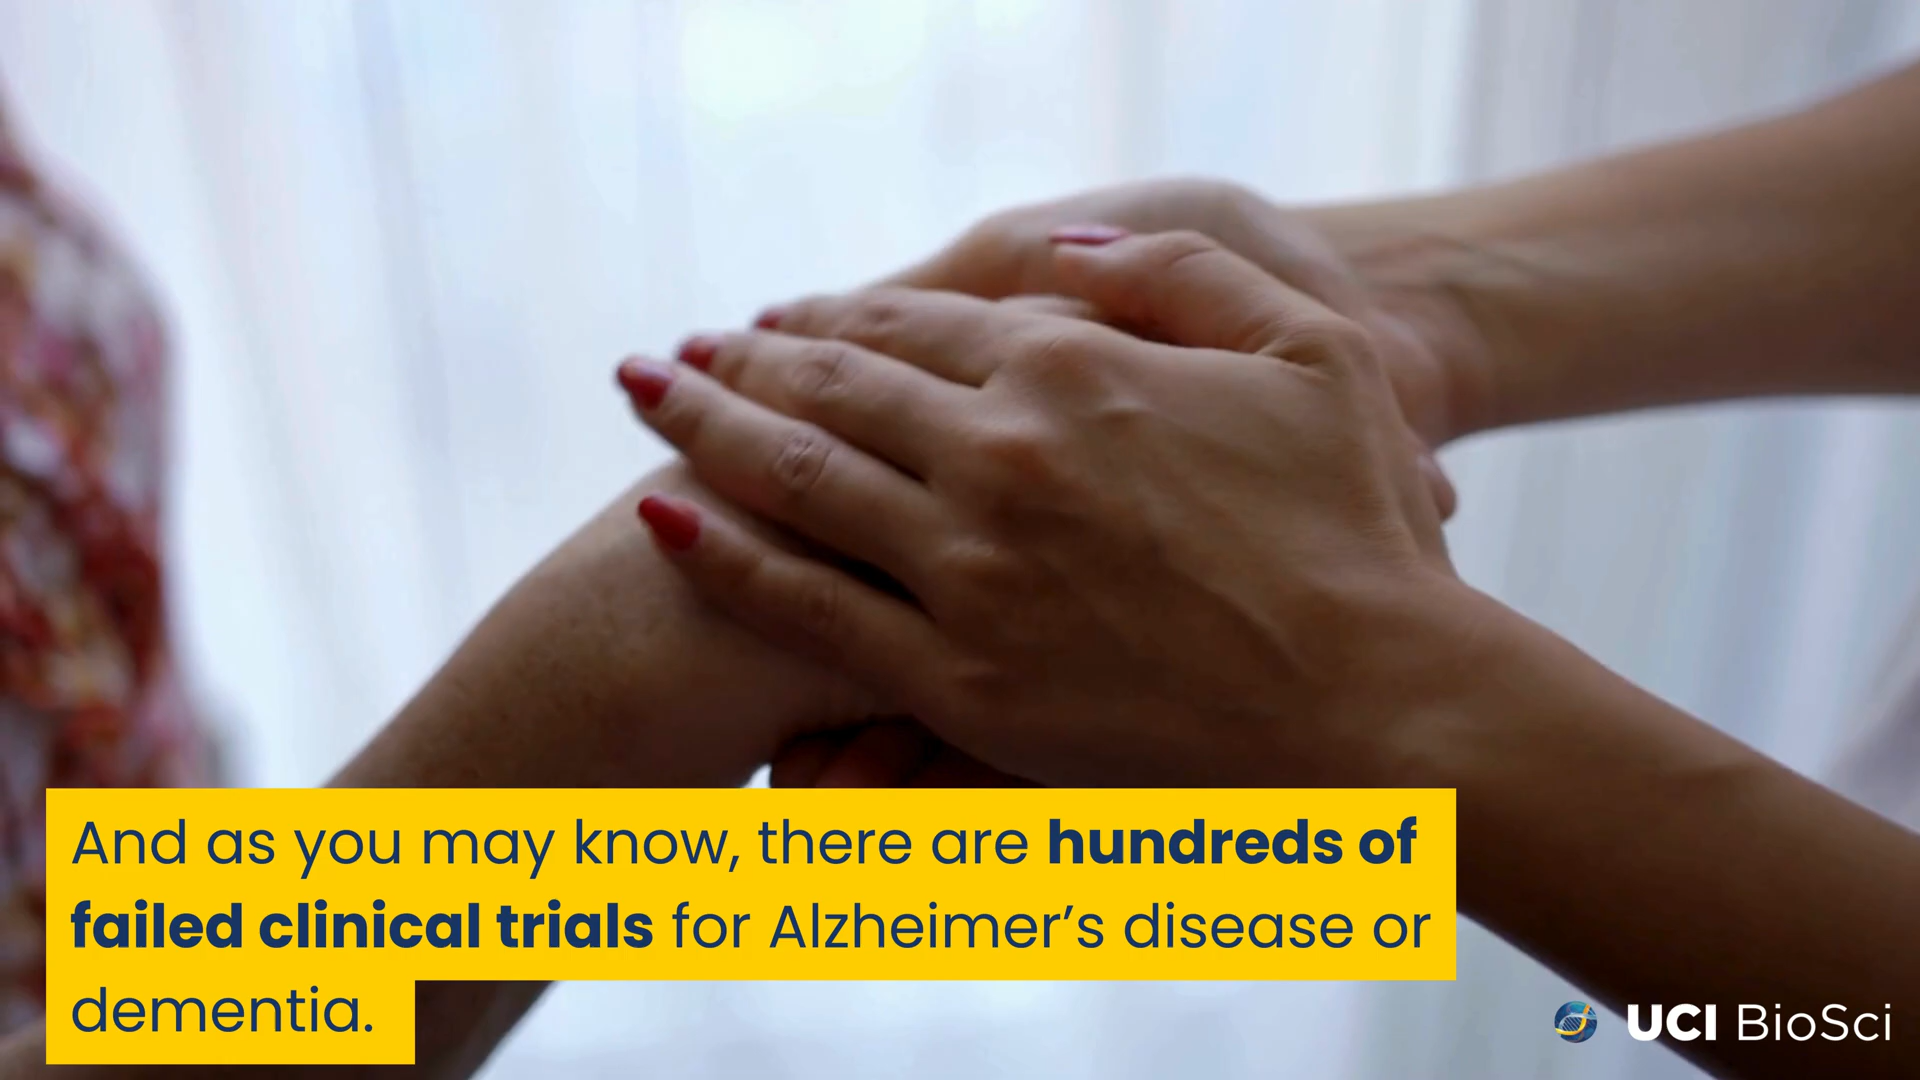 And as you may know, there are hundreds of
failed clinical trials for Alzheimer’s disease or
dementia.
UCI BioSci